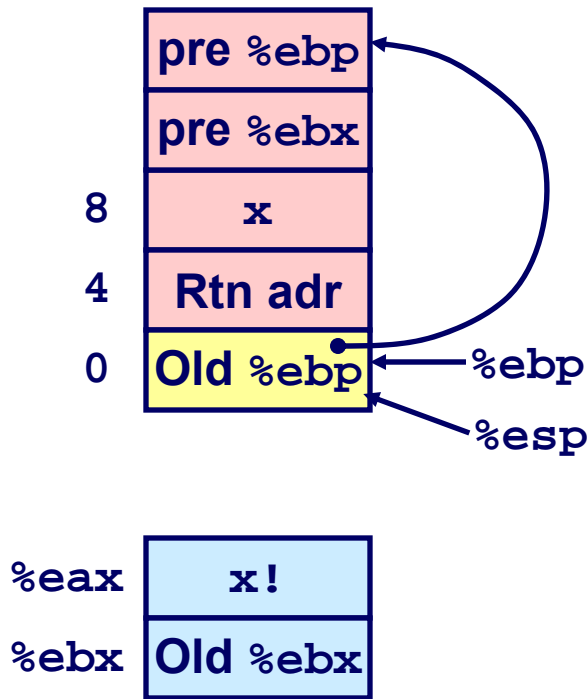 pre %ebp
pre %ebx
8 x
4 Rtn adr
0 Old %ebp %ebp
%esp
%eax x!
%ebx Old %ebx